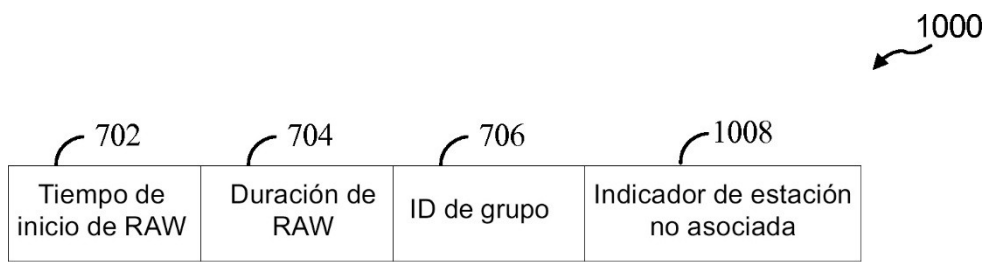 1000
702
704
706
1008
Tiempo de
inicio de RAW
Duración de
RAW
ID de grupo
Indicador de estación
no asociada